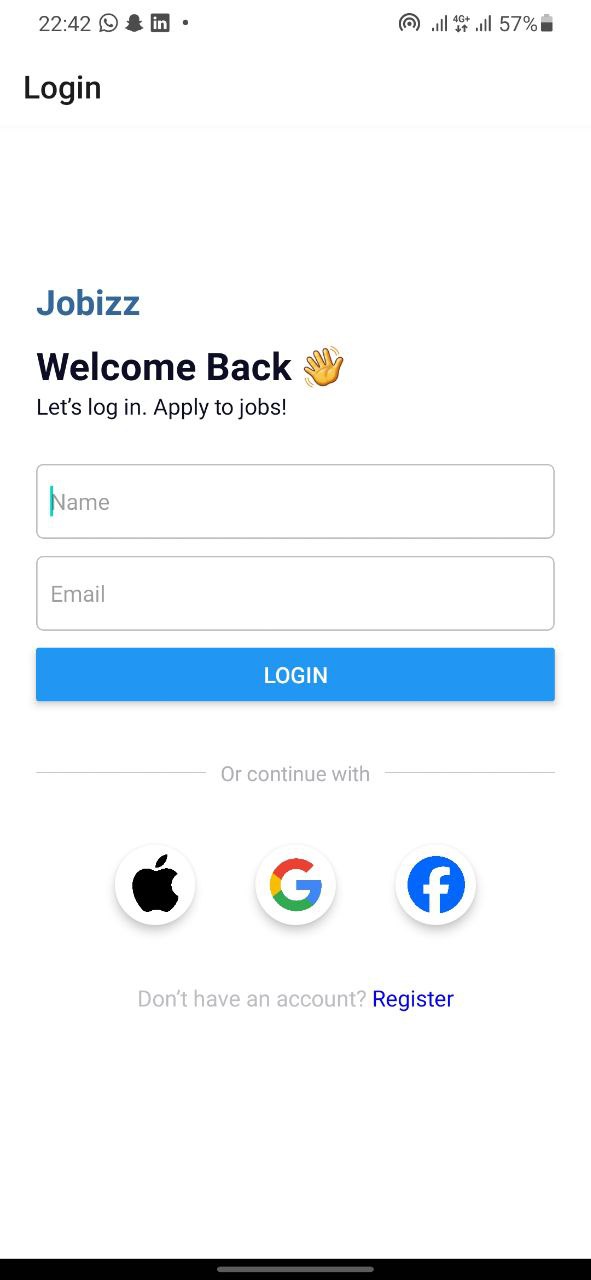 22:42 4G+ 57%
Login
Jobizz
Welcome Back 👋
Let's log in. Apply to jobs!
Name
Email
LOGIN
Or continue with
Don't have an account? Register